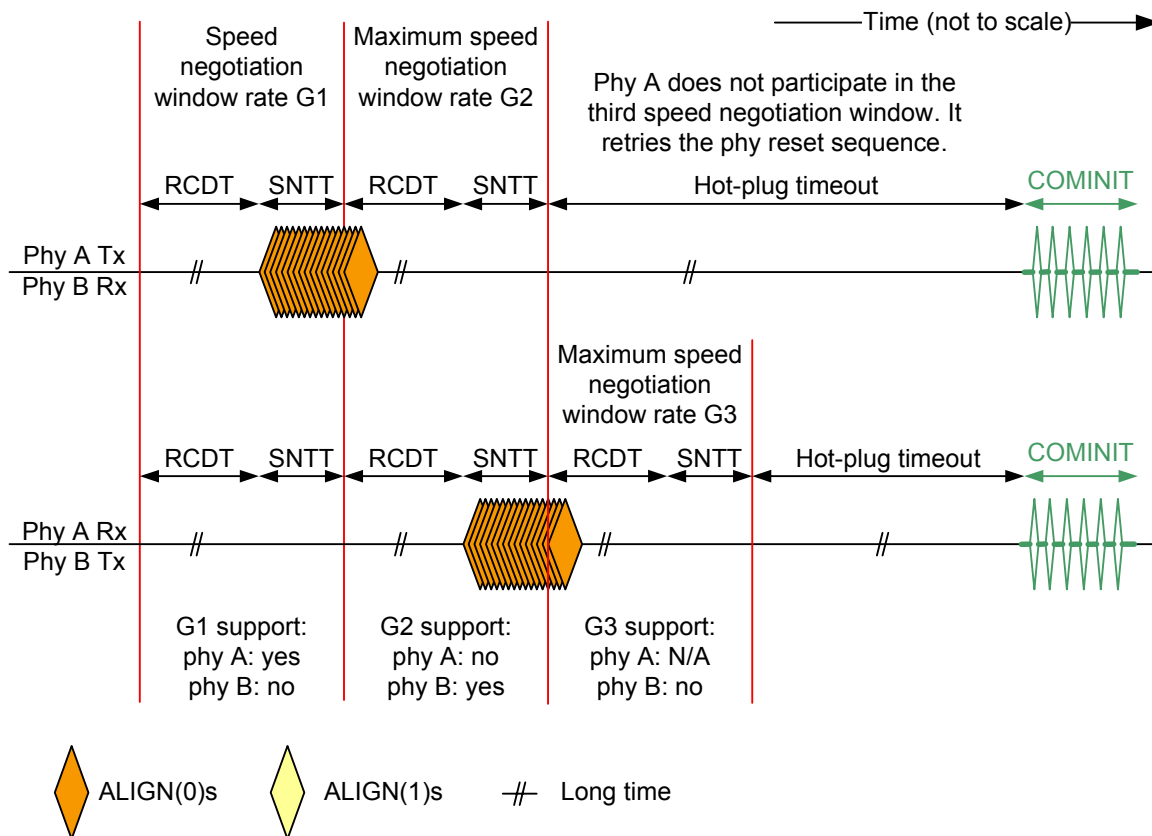 Time (not to scale)
Speed
negotiation
window rate G1
Maximum speed
negotiation
window rate G2
Phy A does not participate in the
third speed negotiation window. It
retries the phy reset sequence.
RCDT
SNTT
RCDT
SNTT
Hot-plug timeout
COMINIT
Phy A Tx
Phy B Rx
Maximum speed
negotiation
window rate G3
RCDT
SNTT
RCDT
SNTT
RCDT
SNTT
Hot-plug timeout
COMINIT
Phy A Rx
Phy B Tx
G1 support:
phy A: yes
phy B: no
G2 support:
phy A: no
phy B: yes
G3 support:
phy A: N/A
phy B: no
ALIGN(0)s
ALIGN(1)s
Long time